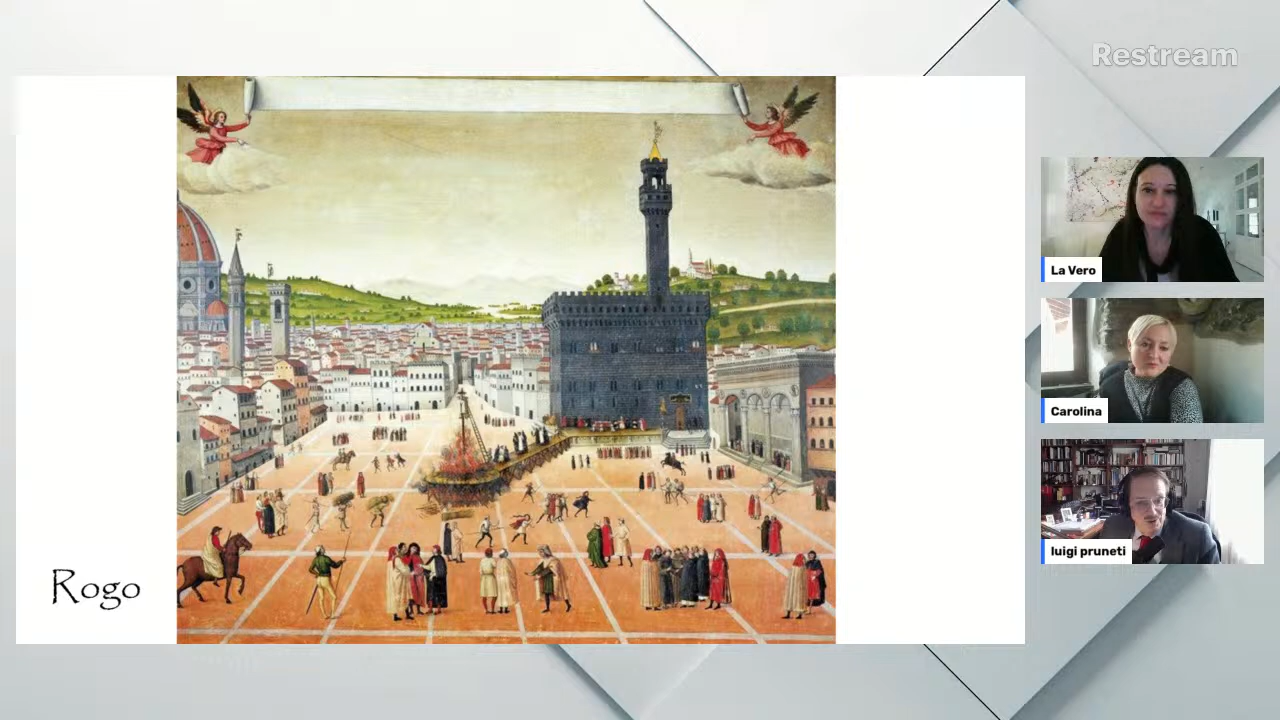 Restream
La Vero
Carolina
luigi pruneti
Rogo